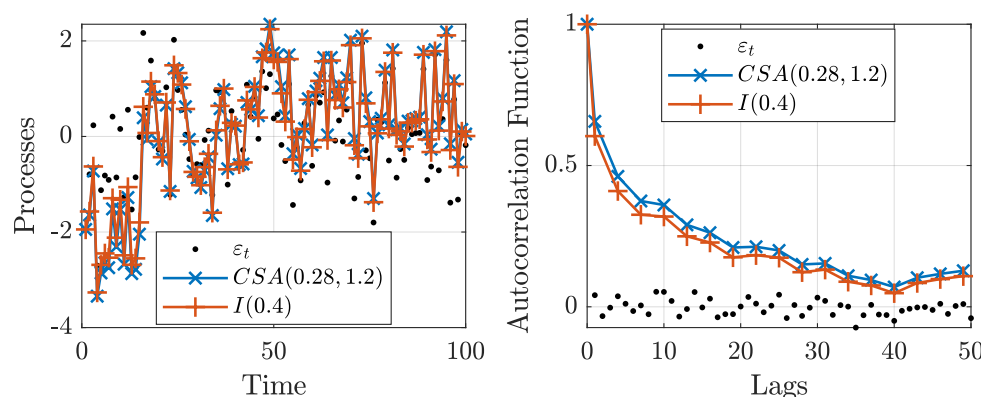 2
0
-2
-4
Processes
0
50
100
Time
ε_t
CSA(0.28, 1.2)
I(0.4)
1
0.5
0
Autocorrelation Function
0
10
20
30
40
50
Lags
ε_t
CSA(0.28, 1.2)
I(0.4)